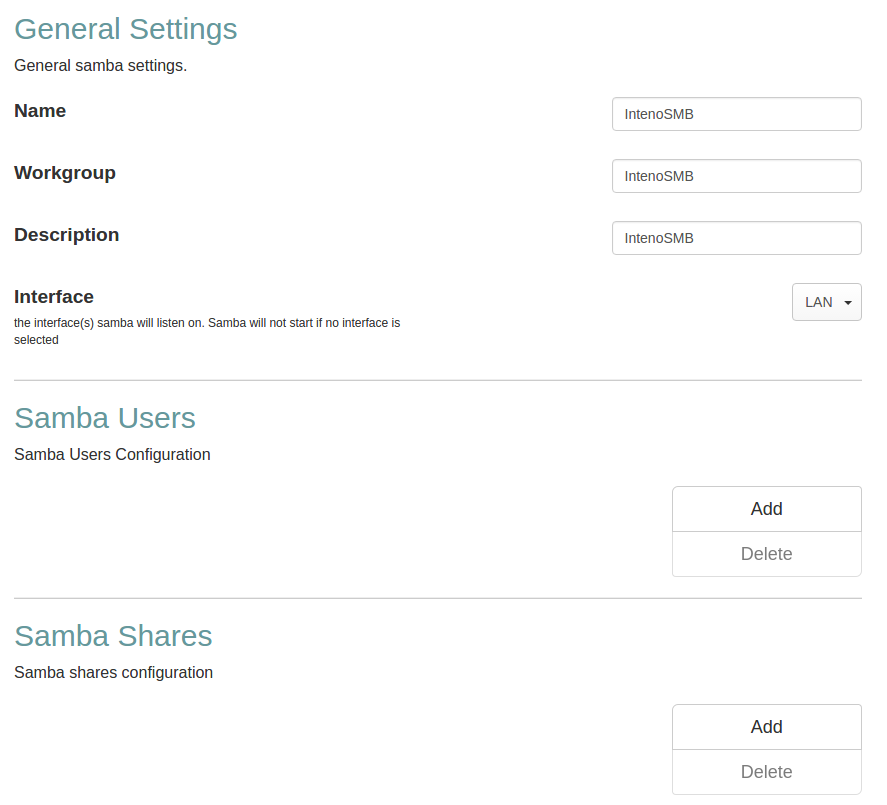 General Settings
General samba settings.
Name
IntenoSMB
Workgroup
IntenoSMB
Description
IntenoSMB
Interface
LAN
the interface(s) samba will listen on. Samba will not start if no interface is
selected
Samba Users
Samba Users Configuration
Add
Delete
Samba Shares
Samba shares configuration
Add
Delete